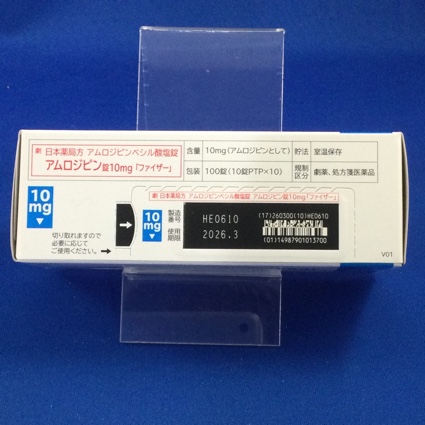 劇 日本薬局方 アムロジピンベシル酸塩錠
アムロジピン錠10mg「ファイザー」
含量 10mg(アムロジピンとして) 貯法 室温保存
包装 100錠(10錠PTP×10) 規制区分 劇薬、処方箋医薬品
10
mg
切り取れますので
必要に応じて
ご使用ください。
劇 日本薬局方 アムロジピンベシル酸塩錠 アムロジピン錠10mg「ファイザー」
10
mg
製造番号 HE0610
使用期限 2026.3
(17)260300(10)HE0610
(01)14987901013700
V01